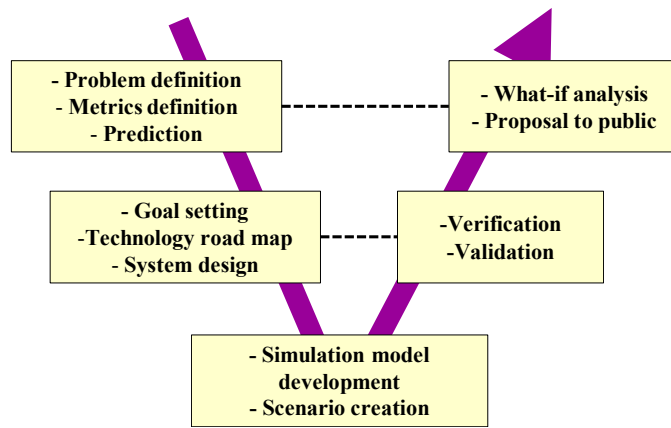 - Problem definition
- Metrics definition
- Prediction
- What-if analysis
- Proposal to public
- Goal setting
-Technology road map
- System design
-Verification
-Validation
- Simulation model
development
- Scenario creation